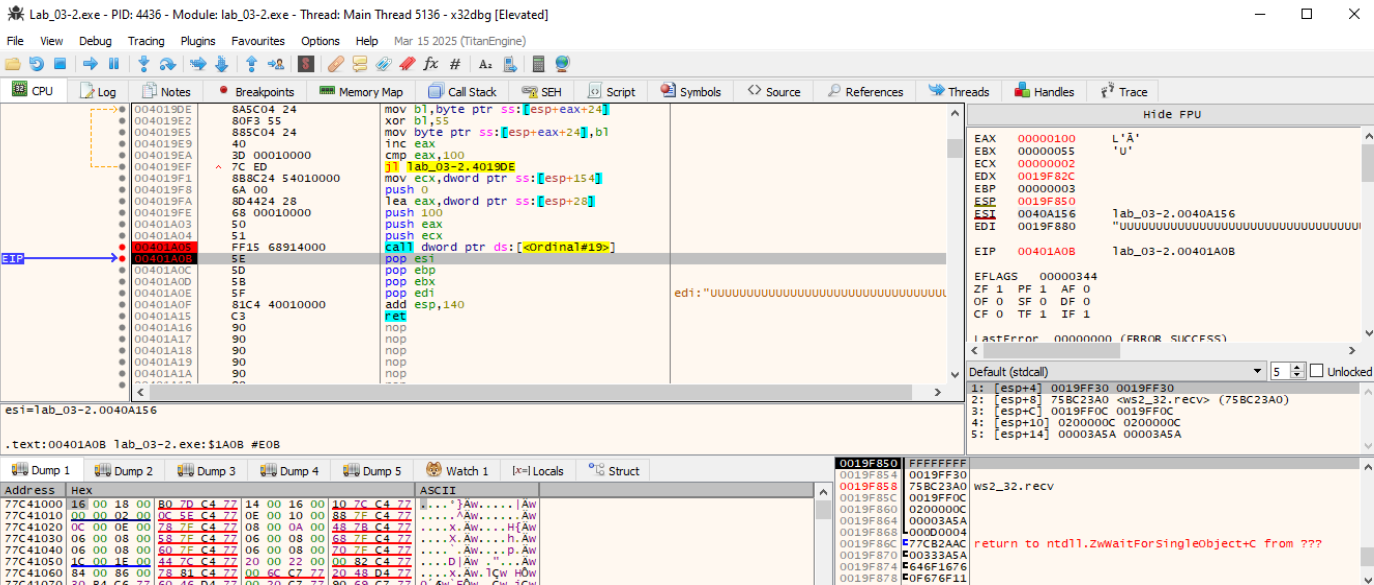 Lab_03-2.exe - PID: 4436 - Module: lab_03-2.exe - Thread: Main Thread 5136 - x32dbg [Elevated]
File View Debug Tracing Plugins Favourites Options Help Mar 15 2025 (TitanEngine)
CPU Log Notes Breakpoints Memory Map Call Stack SEH Script Symbols Source References Threads Handles Trace
004019DE 8A5C04 24 mov bl,byte ptr ss:[esp+eax+24]
004019E2 80F3 55 xor bl,55
004019E5 885C04 24 mov byte ptr ss:[esp+eax+24],bl
004019E9 40 inc eax
004019EA 3D 00010000 cmp eax,100
004019EF 7C ED jl lab_03-2.4019DE
004019F1 8B8C24 54010000 mov ecx,dword ptr ss:[esp+154]
004019F8 6A 00 push 0
004019FA 8D4424 28 lea eax,dword ptr ss:[esp+28]
004019FE 68 00010000 push 100
00401A03 50 push eax
00401A04 51 push ecx
00401A05 FF15 68914000 call dword ptr ds:[<Ordinal#19>]
EIP 00401A0B 5E pop esi
00401A0C 5D pop ebp
00401A0D 5B pop ebx
00401A0E 5F pop edi edi:"UUUUUUUUUUUUUUUUUUUUUUUUUUUUUUUUU
00401A0F 81C4 40010000 add esp,140
00401A15 C3 ret
00401A16 90 nop
00401A17 90 nop
00401A18 90 nop
00401A19 90 nop
00401A1A 90 nop
Hide FPU
EAX 00000100 L'Ā'
EBX 00000055 'U'
ECX 00000002
EDX 0019F82C
EBP 00000003
ESP 0019F850
ESI 0040A156 lab_03-2.0040A156
EDI 0019F880 "UUUUUUUUUUUUUUUUUUUUUUUUUUUUUUUUUU
EIP 00401A0B lab_03-2.00401A0B
EFLAGS 00000344
ZF 1 PF 1 AF 0
OF 0 SF 0 DF 0
CF 0 TF 1 IF 1
LastError 00000000 (ERROR_SUCCESS)
Default (stdcall) 5 Unlocked
1: [esp+4] 0019FF30 0019FF30
2: [esp+8] 75BC23A0 <ws2_32.recv> (75BC23A0)
3: [esp+C] 0019FF0C 0019FF0C
4: [esp+10] 0200000C 0200000C
5: [esp+14] 00003A5A 00003A5A
esi=lab_03-2.0040A156
.text:00401A0B lab_03-2.exe:$1A0B #E0B
Dump 1 Dump 2 Dump 3 Dump 4 Dump 5 Watch 1 [x=] Locals Struct
Address Hex ASCII
77C41000 16 00 18 00 B0 7D C4 77 14 00 16 00 10 7C C4 77 ....°}Äw.....|Äw
77C41010 00 00 02 00 0C 5E C4 77 0E 00 10 00 88 7F C4 77 .....^Äw......Äw
77C41020 0C 00 0E 00 78 7F C4 77 08 00 0A 00 48 7B C4 77 ....x.Äw....H{Äw
77C41030 06 00 08 00 58 7F C4 77 06 00 08 00 68 7F C4 77 ....X.Äw....h.Äw
77C41040 06 00 08 00 60 7F C4 77 06 00 08 00 70 7F C4 77 ....`.Äw....p.Äw
77C41050 1C 00 1E 00 44 7C C4 77 20 00 22 00 00 82 C4 77 ....D|Äw ."...Äw
77C41060 84 00 86 00 78 81 C4 77 00 6C C7 77 20 48 D4 77 ....x.Äw.lÇw HÔw
0019F850 FFFFFFFF
0019F854 0019FF30
0019F858 75BC23A0 ws2_32.recv
0019F85C 0019FF0C
0019F860 0200000C
0019F864 00003A5A
0019F868 000D0004
0019F86C 77CB2AAC return to ntdll.ZwWaitForSingleObject+C from ???
0019F870 00333A5A
0019F874 646F1676
0019F878 0F676F11